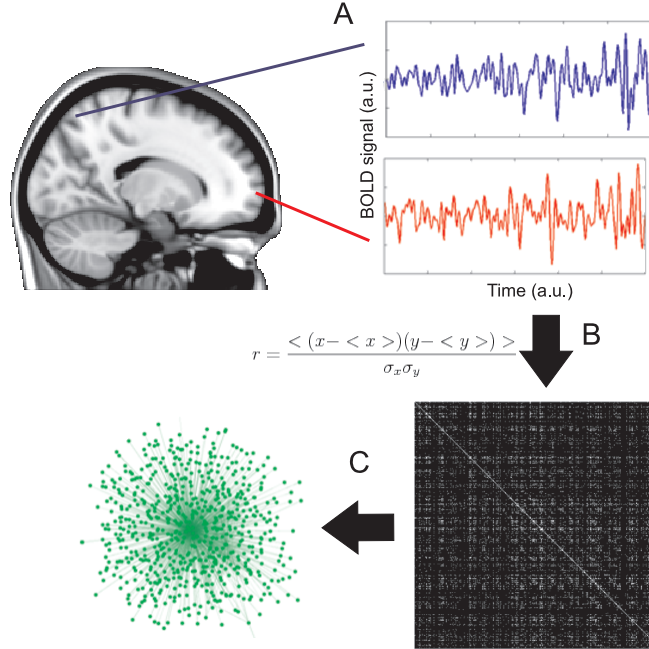 A
BOLD signal (a.u.)
Time (a.u.)
B
r = < (x− < x >)(y− < y >) > / σxσy
C